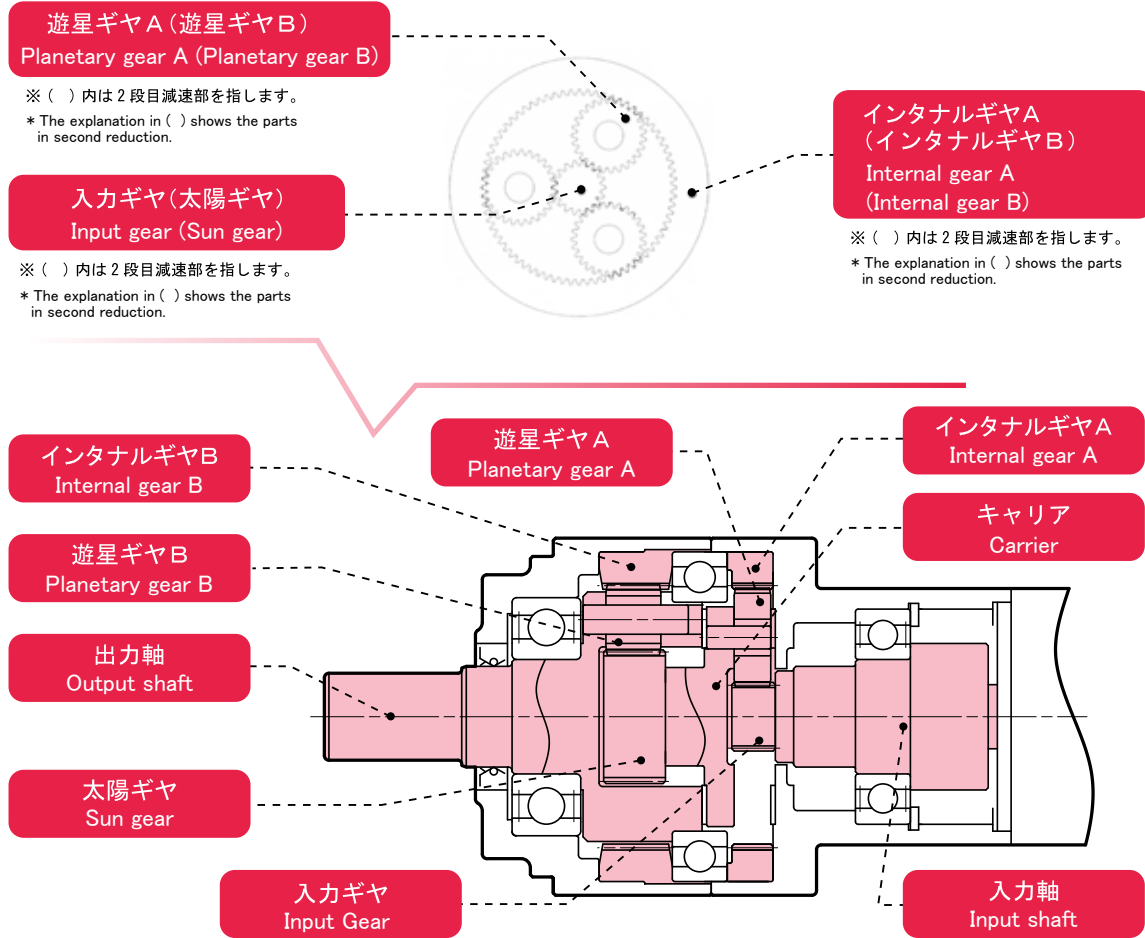 遊星ギヤA(遊星ギヤB)
Planetary gear A (Planetary gear B)
※( )内は2段目減速部を指します。
* The explanation in ( ) shows the parts
in second reduction.
入力ギヤ(太陽ギヤ)
Input gear (Sun gear)
※( )内は2段目減速部を指します。
* The explanation in ( ) shows the parts
in second reduction.
インタナルギヤA
(インタナルギヤB)
Internal gear A
(Internal gear B)
※( )内は2段目減速部を指します。
* The explanation in ( ) shows the parts
in second reduction.
インタナルギヤB
Internal gear B
遊星ギヤB
Planetary gear B
出力軸
Output shaft
太陽ギヤ
Sun gear
遊星ギヤA
Planetary gear A
インタナルギヤA
Internal gear A
キャリア
Carrier
入力ギヤ
Input Gear
入力軸
Input shaft